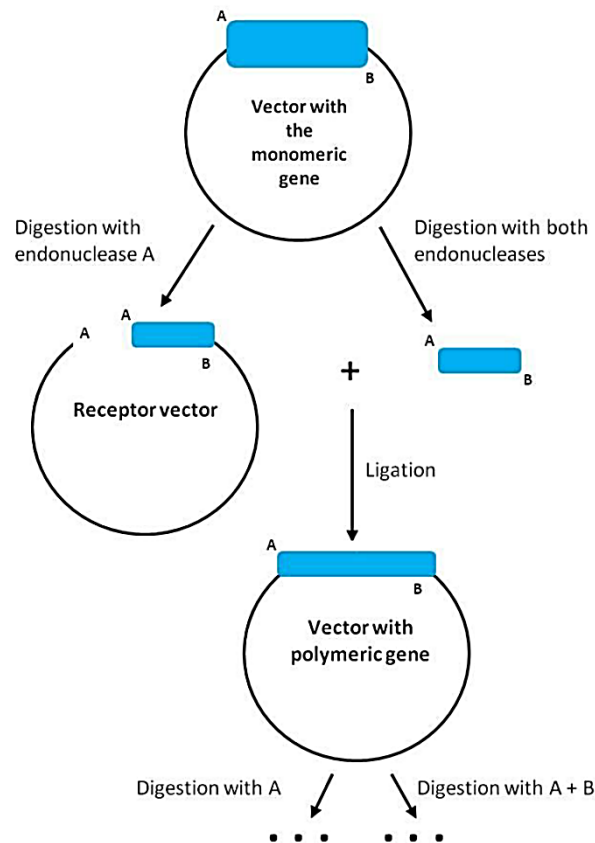 A
B
Vector with
the
monomeric
gene
Digestion with
endonuclease A
Digestion with both
endonucleases
A
A
B
Receptor vector
+
A
B
Ligation
A
B
Vector with
polymeric gene
Digestion with A
Digestion with A + B